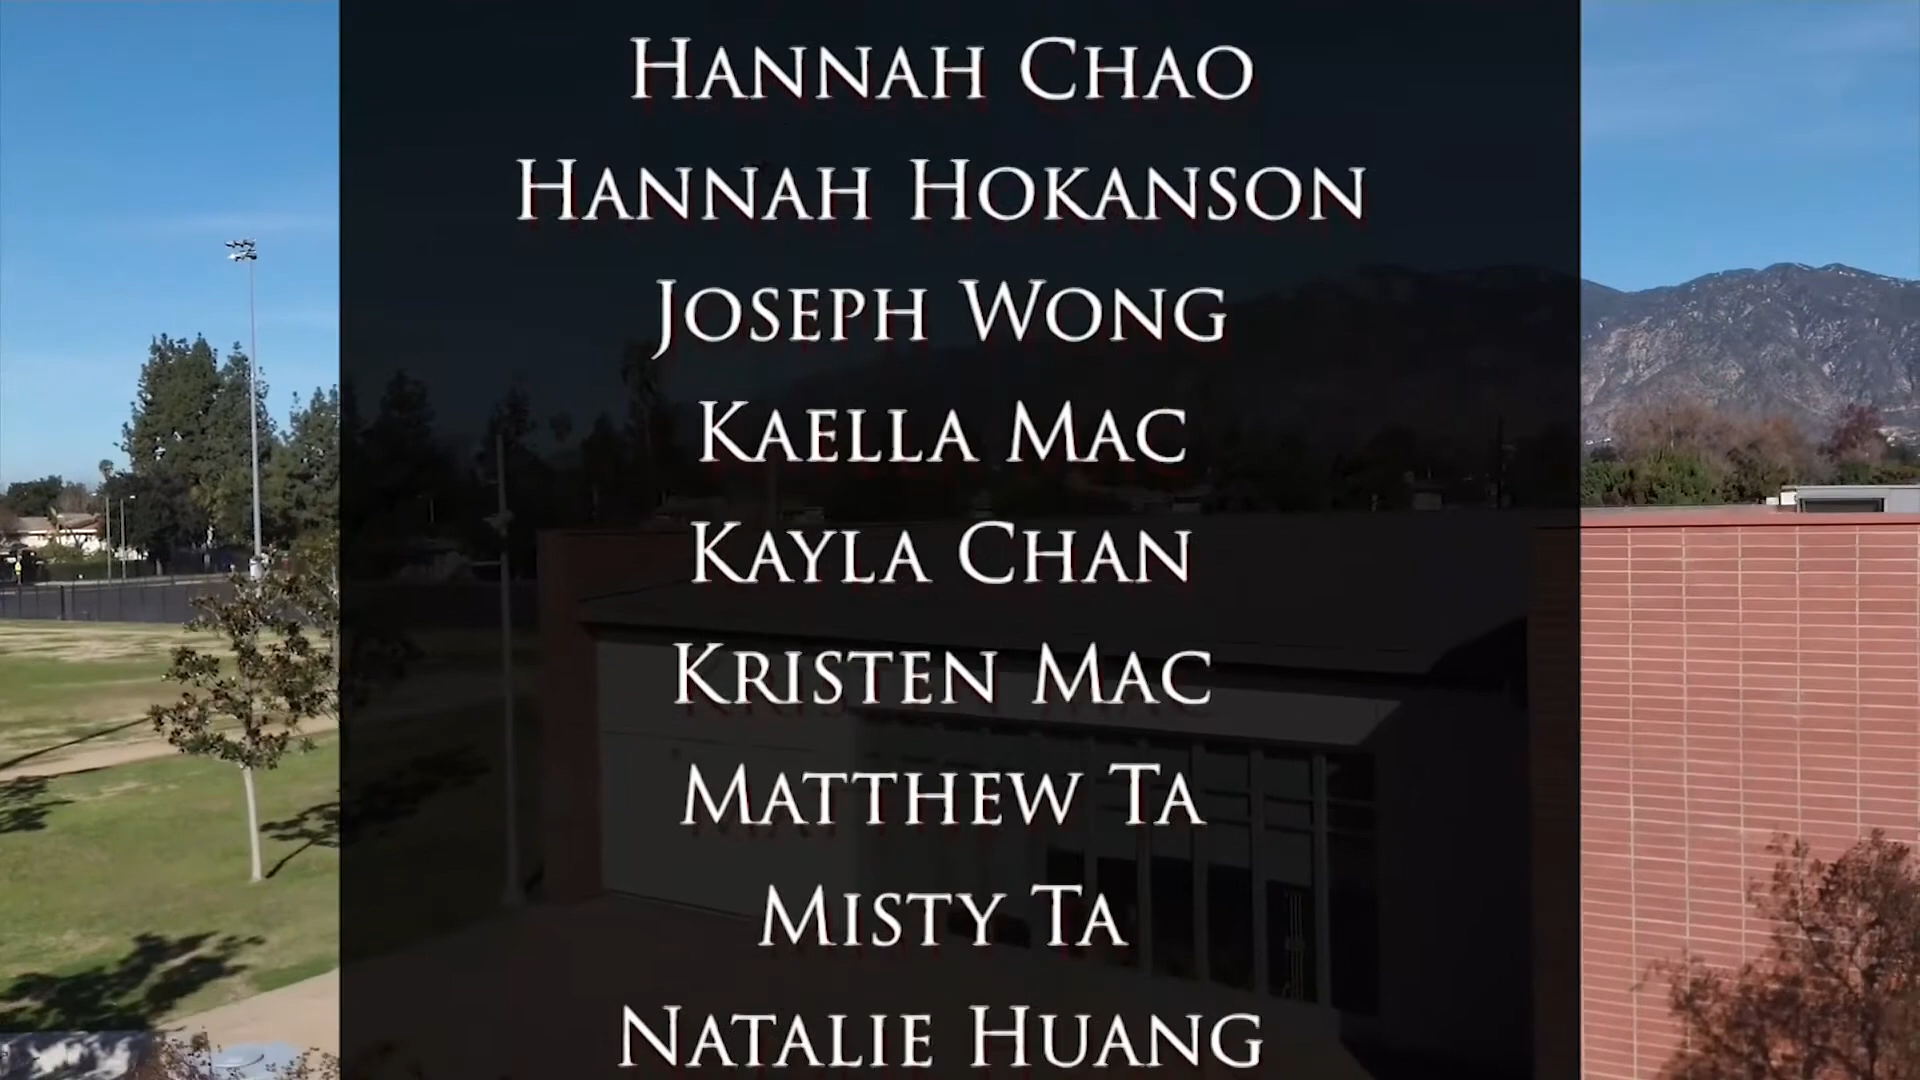 Hannah Chao
Hannah Hokanson
Joseph Wong
Kaella Mac
Kayla Chan
Kristen Mac
Matthew Ta
Misty Ta
Natalie Huang